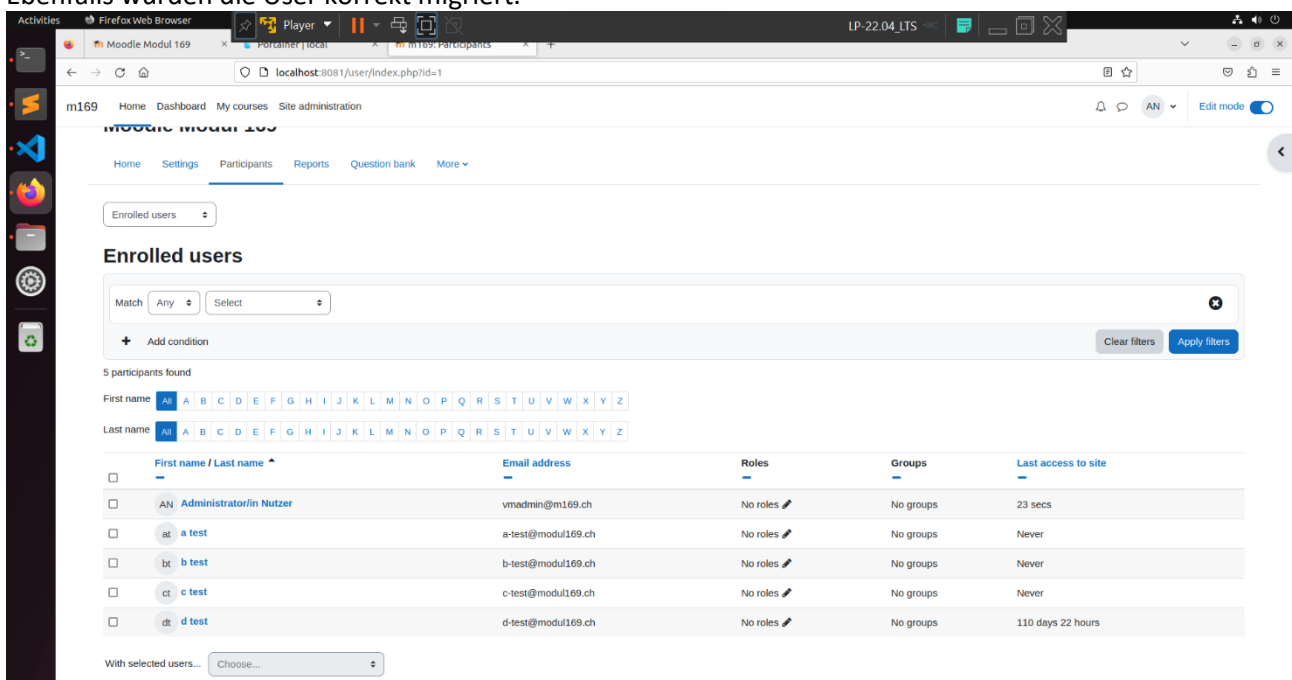 Ebenfalls wurden die User korrekt migriert.
Activities Firefox Web Browser Player LP-22.04_LTS
Moodle Modul 169 × Portainer | local × m169: Participants × +
localhost:8081/user/index.php?id=1
m169 Home Dashboard My courses Site administration AN Edit mode
Moodle Modul 169
Home Settings Participants Reports Question bank More
Enrolled users
Enrolled users
Match Any Select
+ Add condition Clear filters Apply filters
5 participants found
First name All A B C D E F G H I J K L M N O P Q R S T U V W X Y Z
Last name All A B C D E F G H I J K L M N O P Q R S T U V W X Y Z
First name / Last name Email address Roles Groups Last access to site
AN Administrator/in Nutzer vmadmin@m169.ch No roles No groups 23 secs
at a test a-test@modul169.ch No roles No groups Never
bt b test b-test@modul169.ch No roles No groups Never
ct c test c-test@modul169.ch No roles No groups Never
dt d test d-test@modul169.ch No roles No groups 110 days 22 hours
With selected users... Choose...